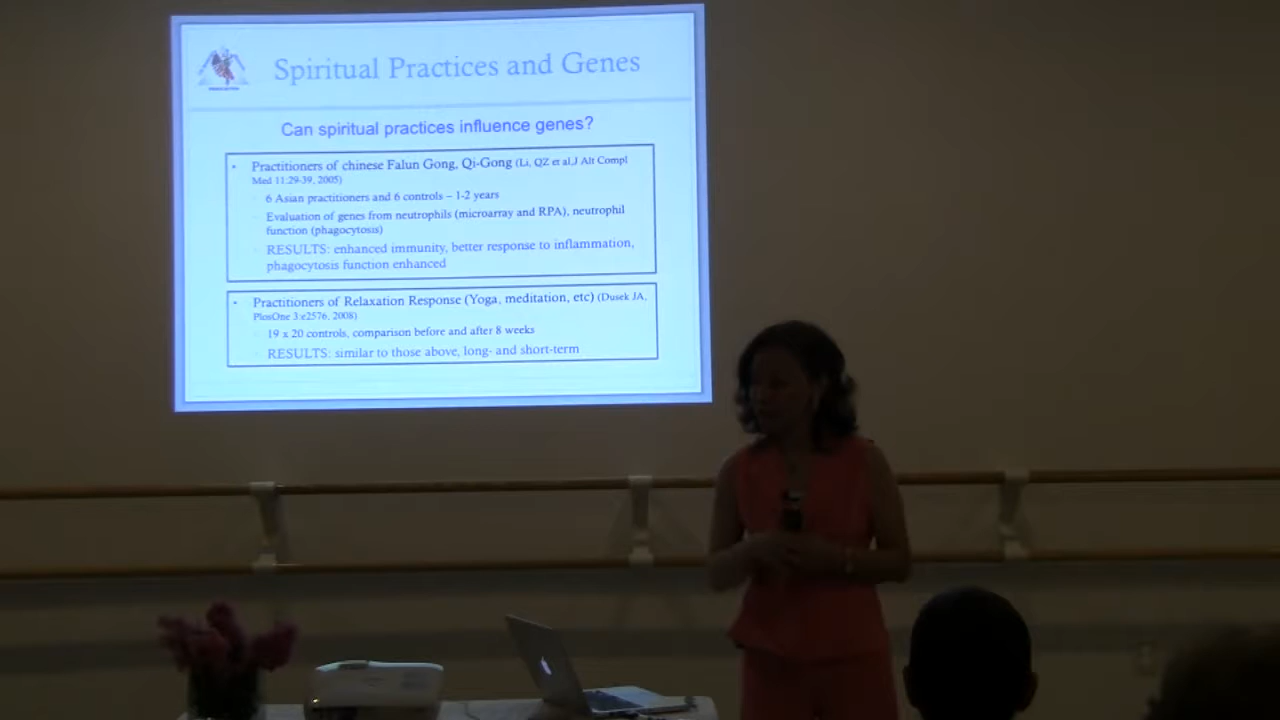 Spiritual Practices and Genes
Can spiritual practices influence genes?
• Practitioners of chinese Falun Gong, Qi-Gong (Li, QZ et al,J Alt Compl
Med 11:29-39, 2005)
6 Asian practitioners and 6 controls – 1-2 years
Evaluation of genes from neutrophils (microarray and RPA), neutrophil
function (phagocytosis)
RESULTS: enhanced immunity, better response to inflammation,
phagocytosis function enhanced
• Practitioners of Relaxation Response (Yoga, meditation, etc) (Dusek JA,
PlosOne 3:e2576, 2008)
19 x 20 controls, comparison before and after 8 weeks
RESULTS: similar to those above, long- and short-term